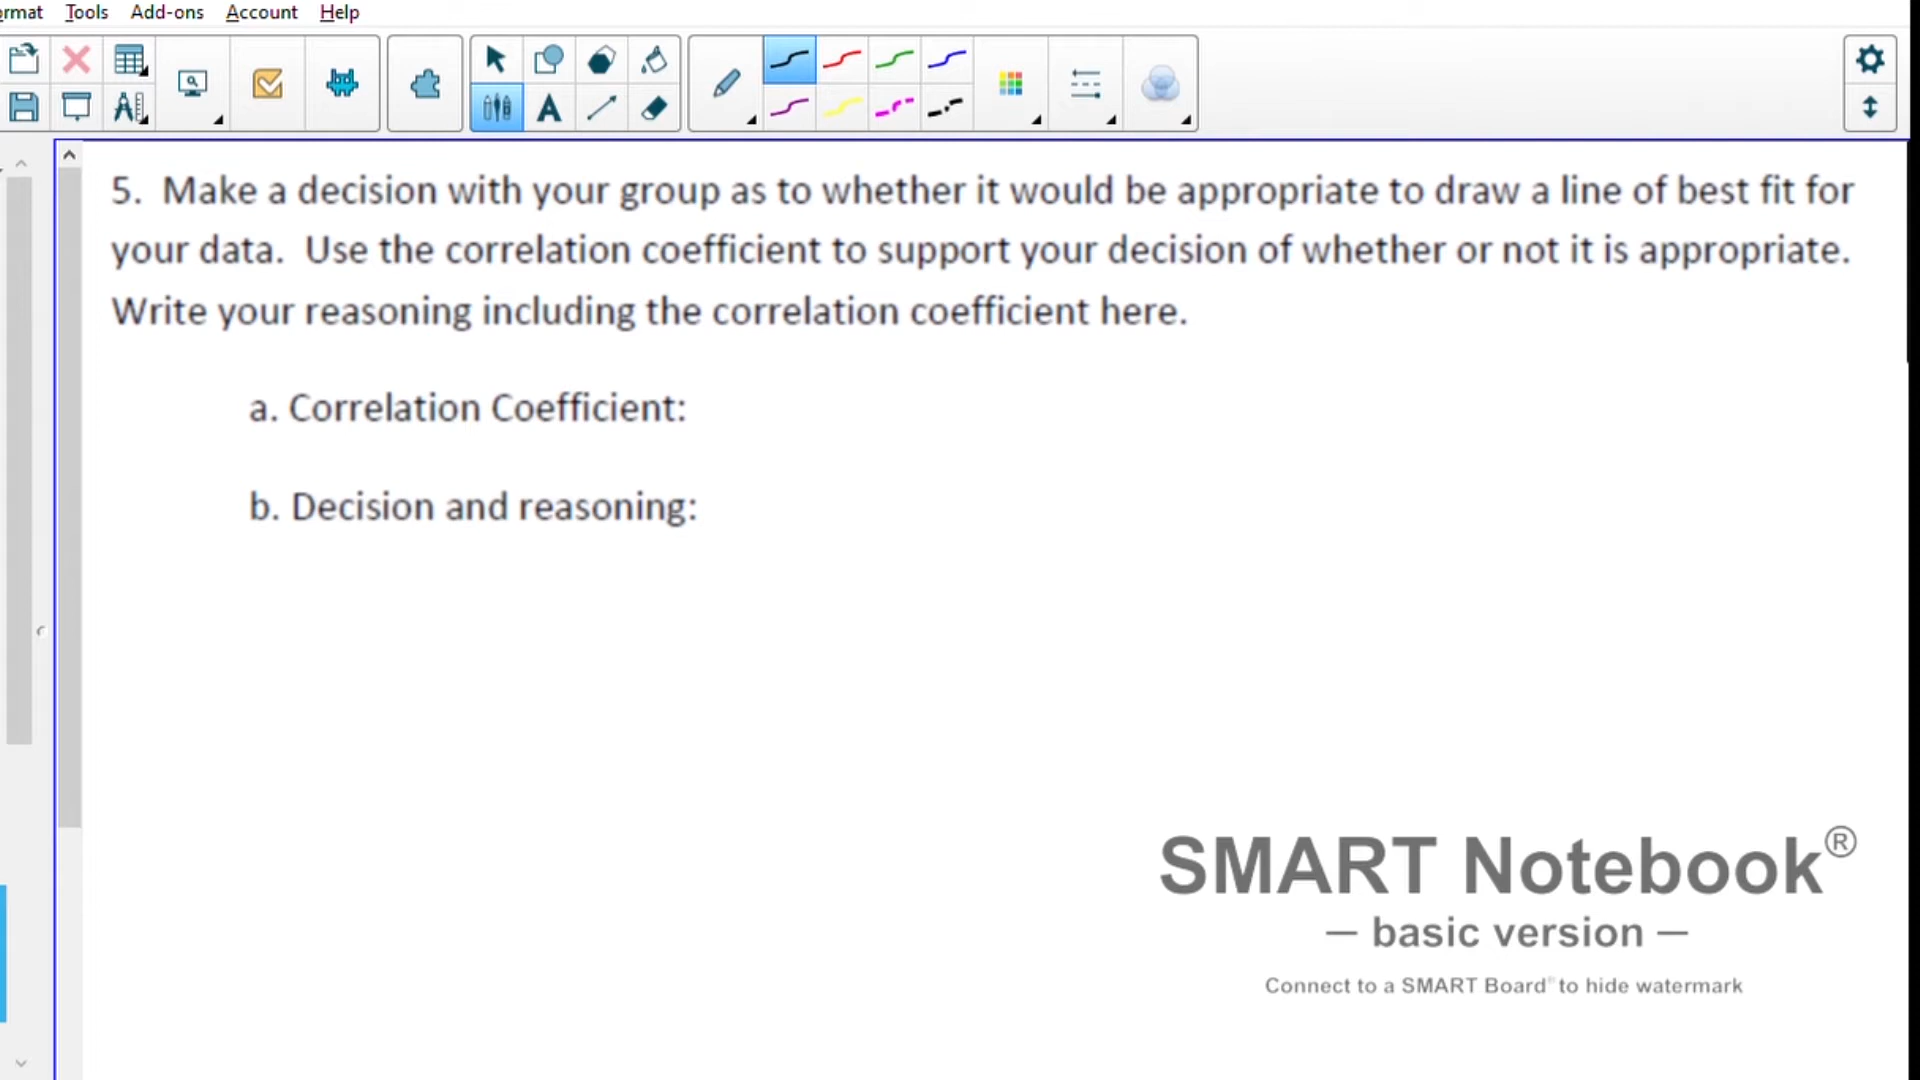 ormat Tools Add-ons Account Help
5. Make a decision with your group as to whether it would be appropriate to draw a line of best fit for
your data. Use the correlation coefficient to support your decision of whether or not it is appropriate.
Write your reasoning including the correlation coefficient here.
a. Correlation Coefficient:
b. Decision and reasoning:
SMART Notebook®
— basic version —
Connect to a SMART Board® to hide watermark